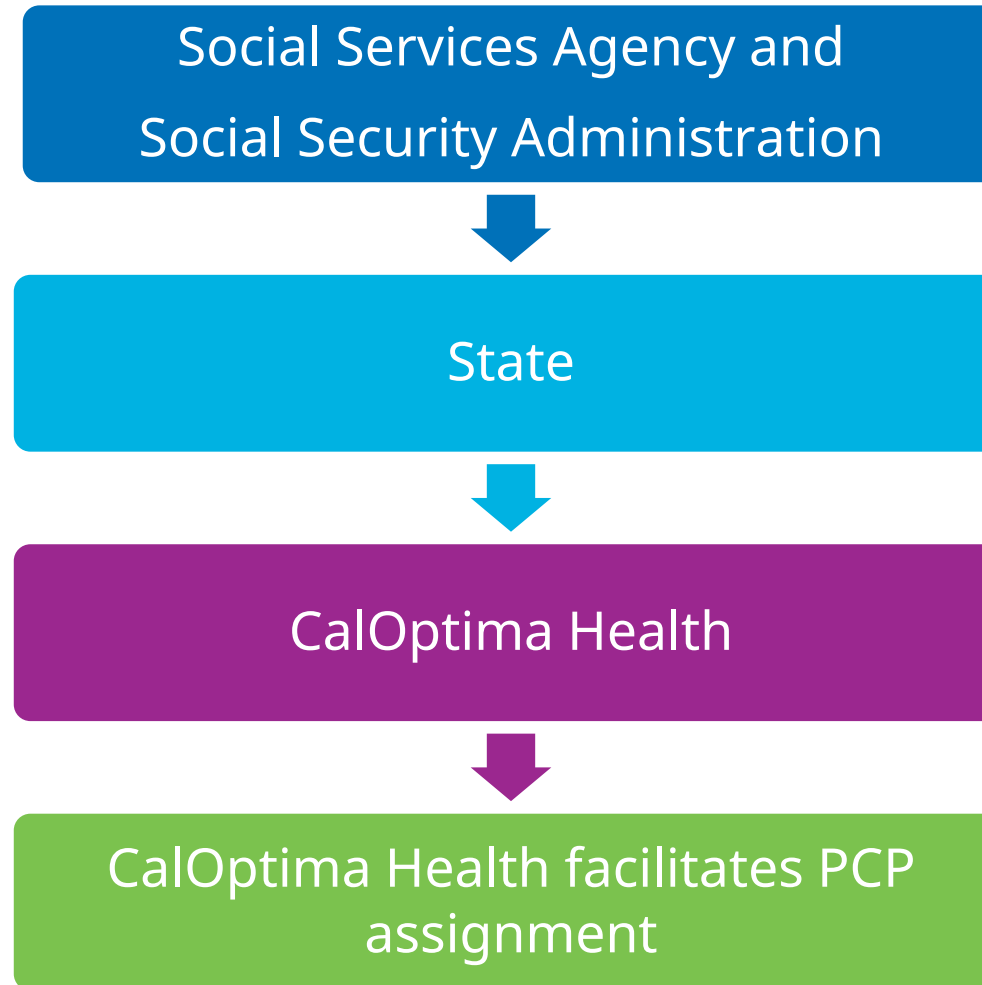 Social Services Agency and
Social Security Administration
State
CalOptima Health
CalOptima Health facilitates PCP
assignment